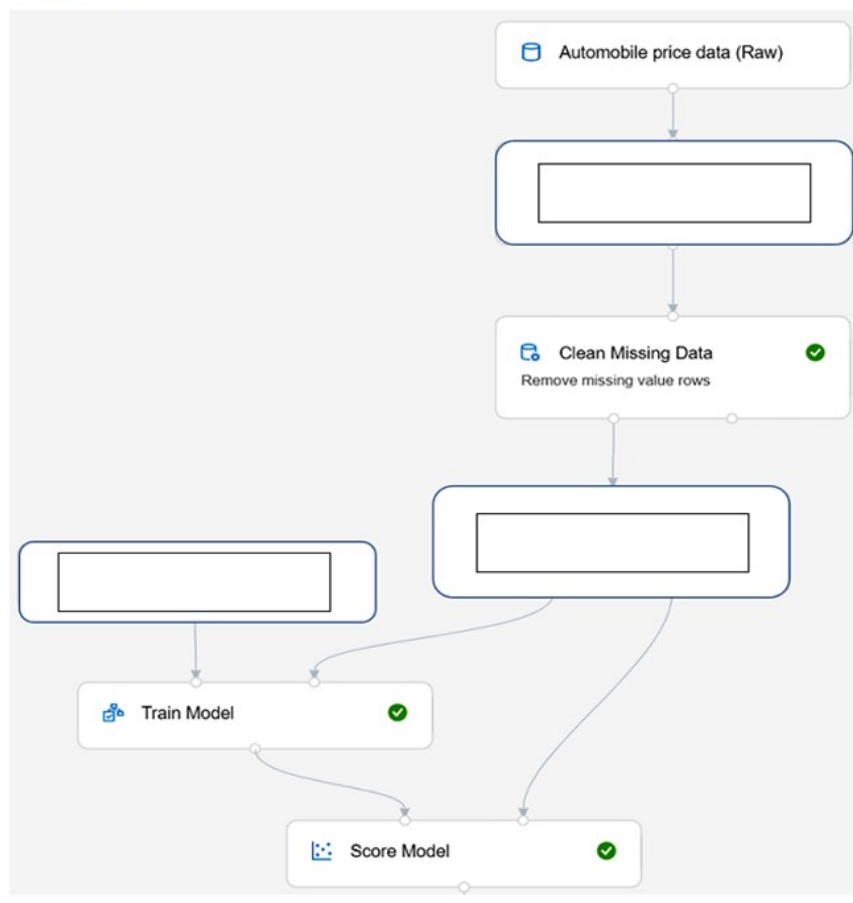 Automobile price data (Raw)
Clean Missing Data
Remove missing value rows
Train Model
Score Model